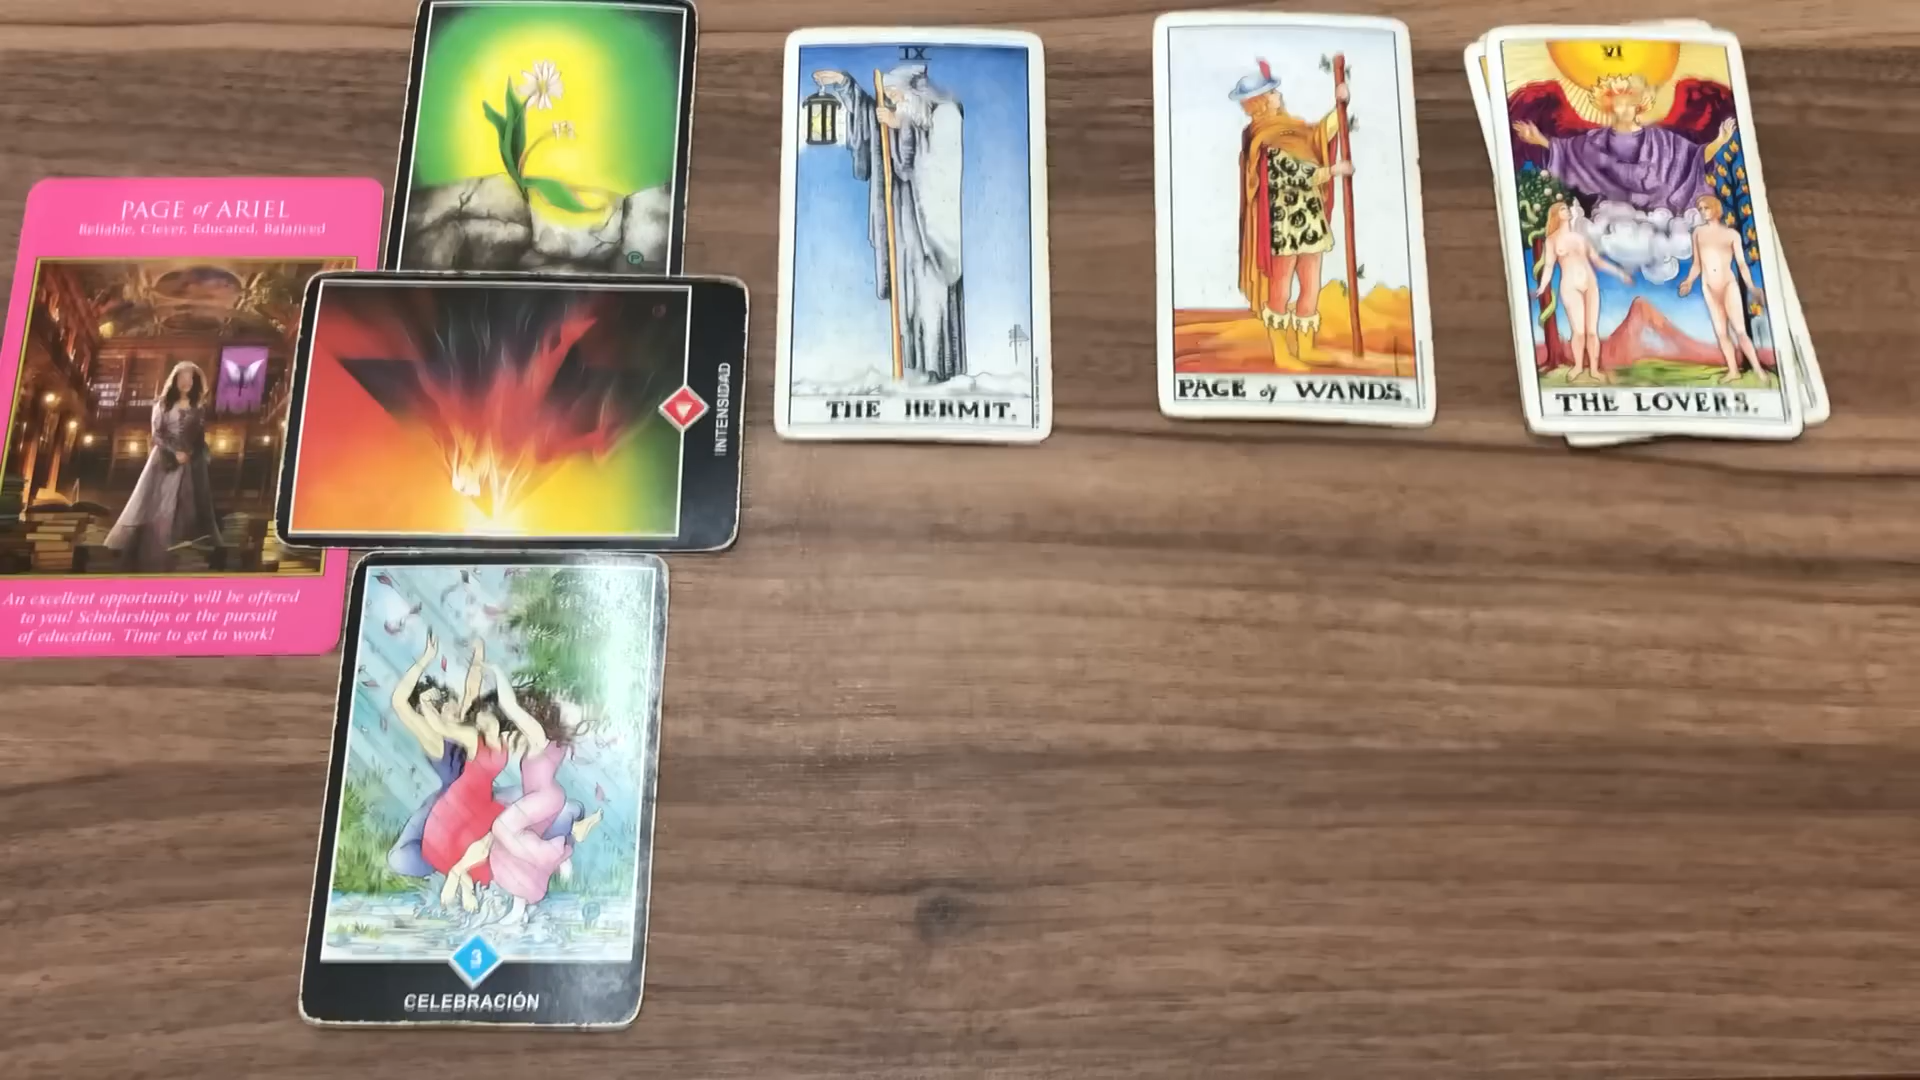 PAGE of ARIEL
Reliable, Clever, Educated, Balanced
An excellent opportunity will be offered
to you! Scholarships or the pursuit
of education. Time to get to work!
INTENSIDAD
3
CELEBRACIÓN
IX
THE HERMIT.
PAGE of WANDS.
VI
THE LOVERS.